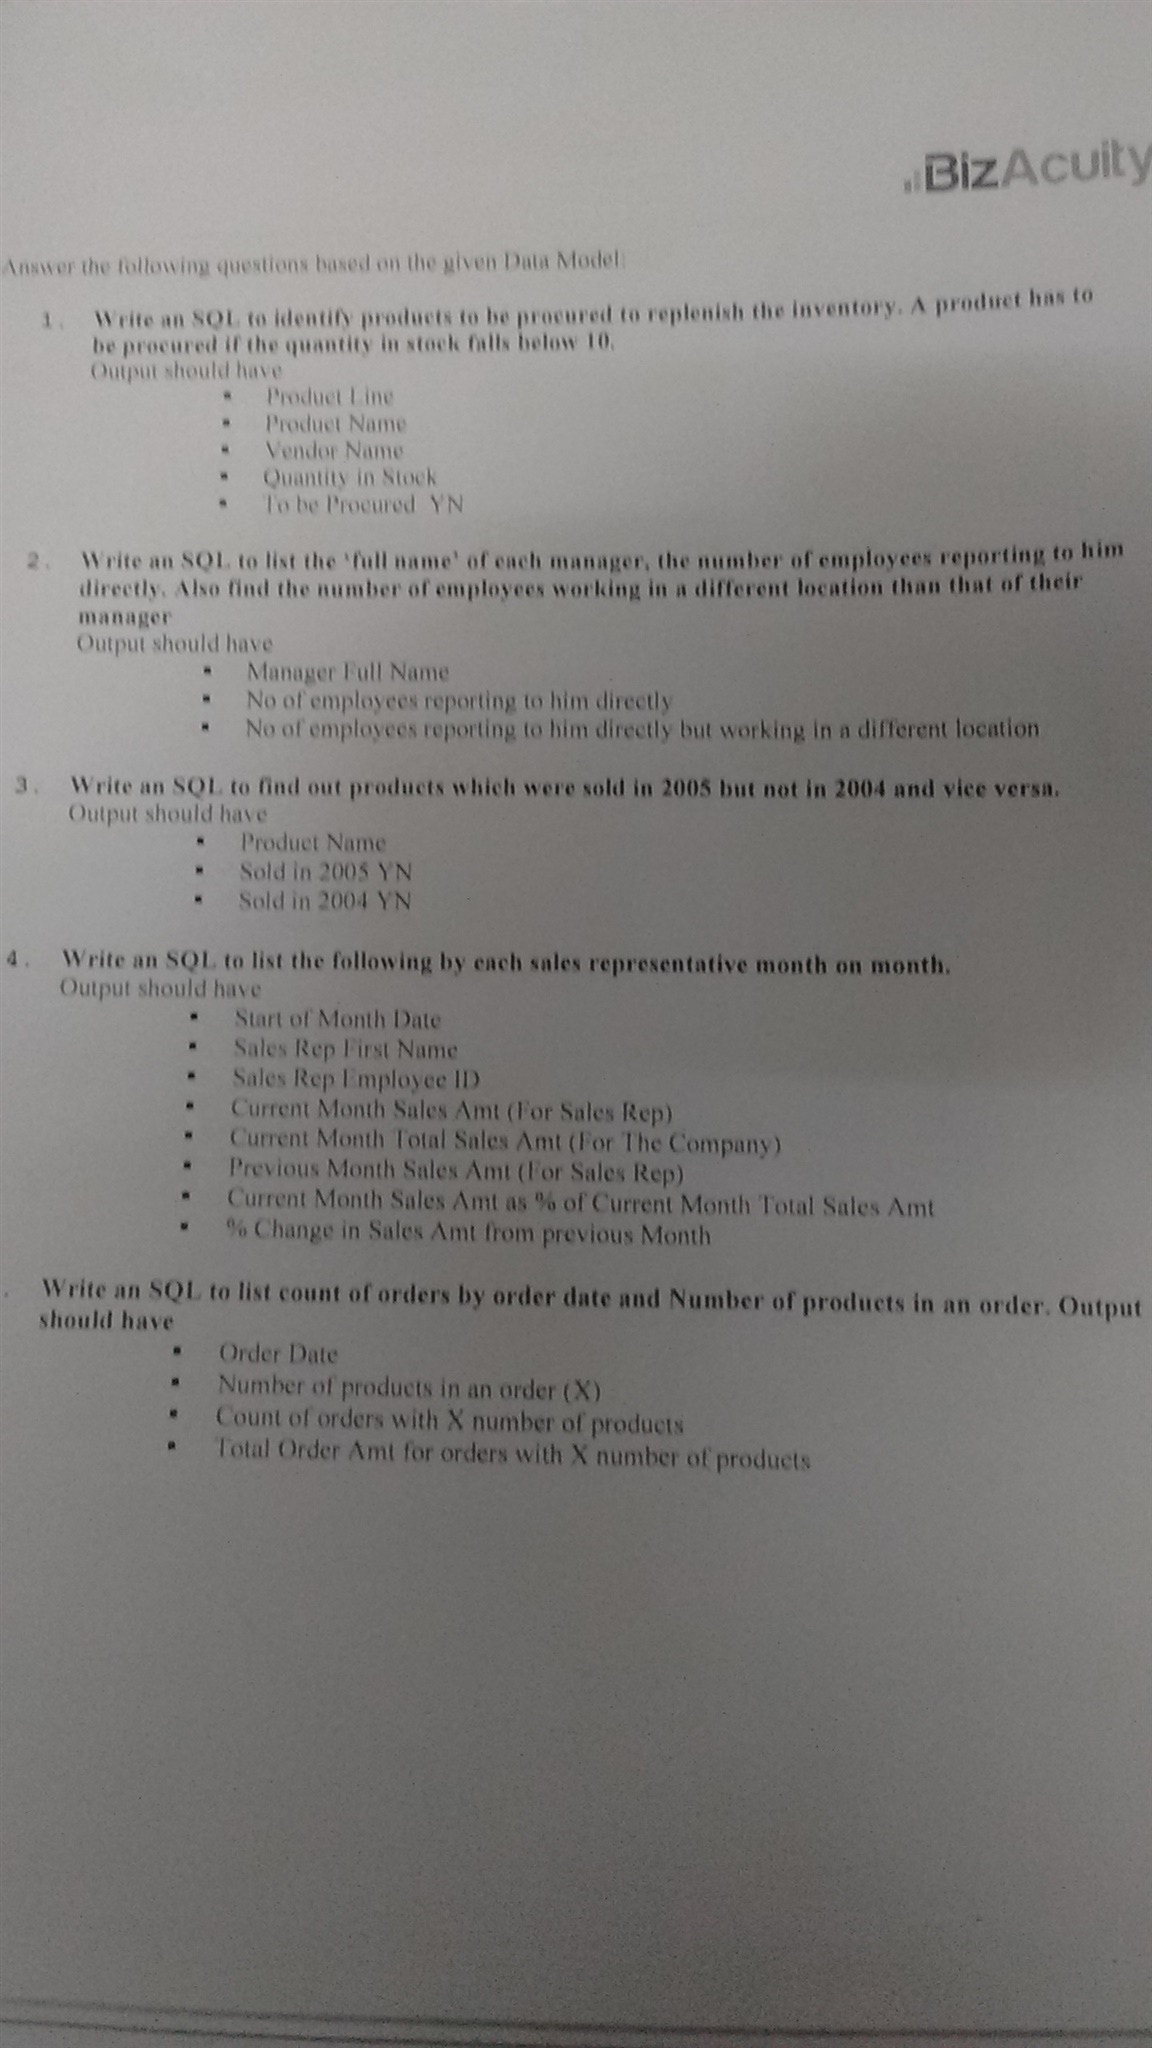 BizAcuity
Answer the following questions based on the given Data Model:
1. Write an SQL to identify products to be procured to replenish the inventory. A product has to
be procured if the quantity in stock falls below 10.
Output should have
▪ Product Line
▪ Product Name
▪ Vendor Name
▪ Quantity in Stock
▪ To be Procured YN
2. Write an SQL to list the 'full name' of each manager, the number of employees reporting to him
directly. Also find the number of employees working in a different location than that of their
manager
Output should have
▪ Manager Full Name
▪ No of employees reporting to him directly
▪ No of employees reporting to him directly but working in a different location
3. Write an SQL to find out products which were sold in 2005 but not in 2004 and vice versa.
Output should have
▪ Product Name
▪ Sold in 2005 YN
▪ Sold in 2004 YN
4. Write an SQL to list the following by each sales representative month on month.
Output should have
▪ Start of Month Date
▪ Sales Rep First Name
▪ Sales Rep Employee ID
▪ Current Month Sales Amt (For Sales Rep)
▪ Current Month Total Sales Amt (For The Company)
▪ Previous Month Sales Amt (For Sales Rep)
▪ Current Month Sales Amt as % of Current Month Total Sales Amt
▪ % Change in Sales Amt from previous Month
. Write an SQL to list count of orders by order date and Number of products in an order. Output
should have
▪ Order Date
▪ Number of products in an order (X)
▪ Count of orders with X number of products
▪ Total Order Amt for orders with X number of products